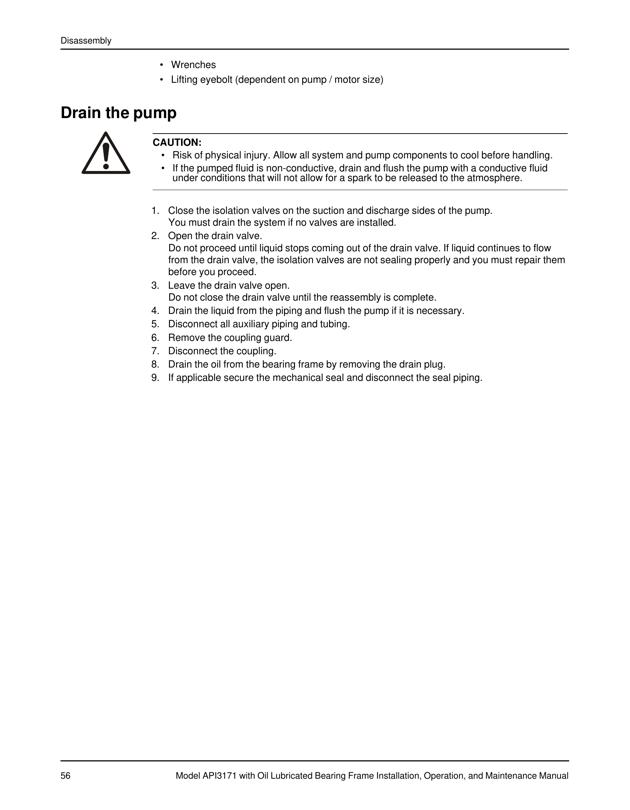 Disassembly
• Wrenches
• Lifting eyebolt (dependent on pump / motor size)
Drain the pump
CAUTION:
• Risk of physical injury. Allow all system and pump components to cool before handling.
• If the pumped fluid is non-conductive, drain and flush the pump with a conductive fluid
under conditions that will not allow for a spark to be released to the atmosphere.
1. Close the isolation valves on the suction and discharge sides of the pump.
You must drain the system if no valves are installed.
2. Open the drain valve.
Do not proceed until liquid stops coming out of the drain valve. If liquid continues to flow
from the drain valve, the isolation valves are not sealing properly and you must repair them
before you proceed.
3. Leave the drain valve open.
Do not close the drain valve until the reassembly is complete.
4. Drain the liquid from the piping and flush the pump if it is necessary.
5. Disconnect all auxiliary piping and tubing.
6. Remove the coupling guard.
7. Disconnect the coupling.
8. Drain the oil from the bearing frame by removing the drain plug.
9. If applicable secure the mechanical seal and disconnect the seal piping.
56 Model API3171 with Oil Lubricated Bearing Frame Installation, Operation, and Maintenance Manual